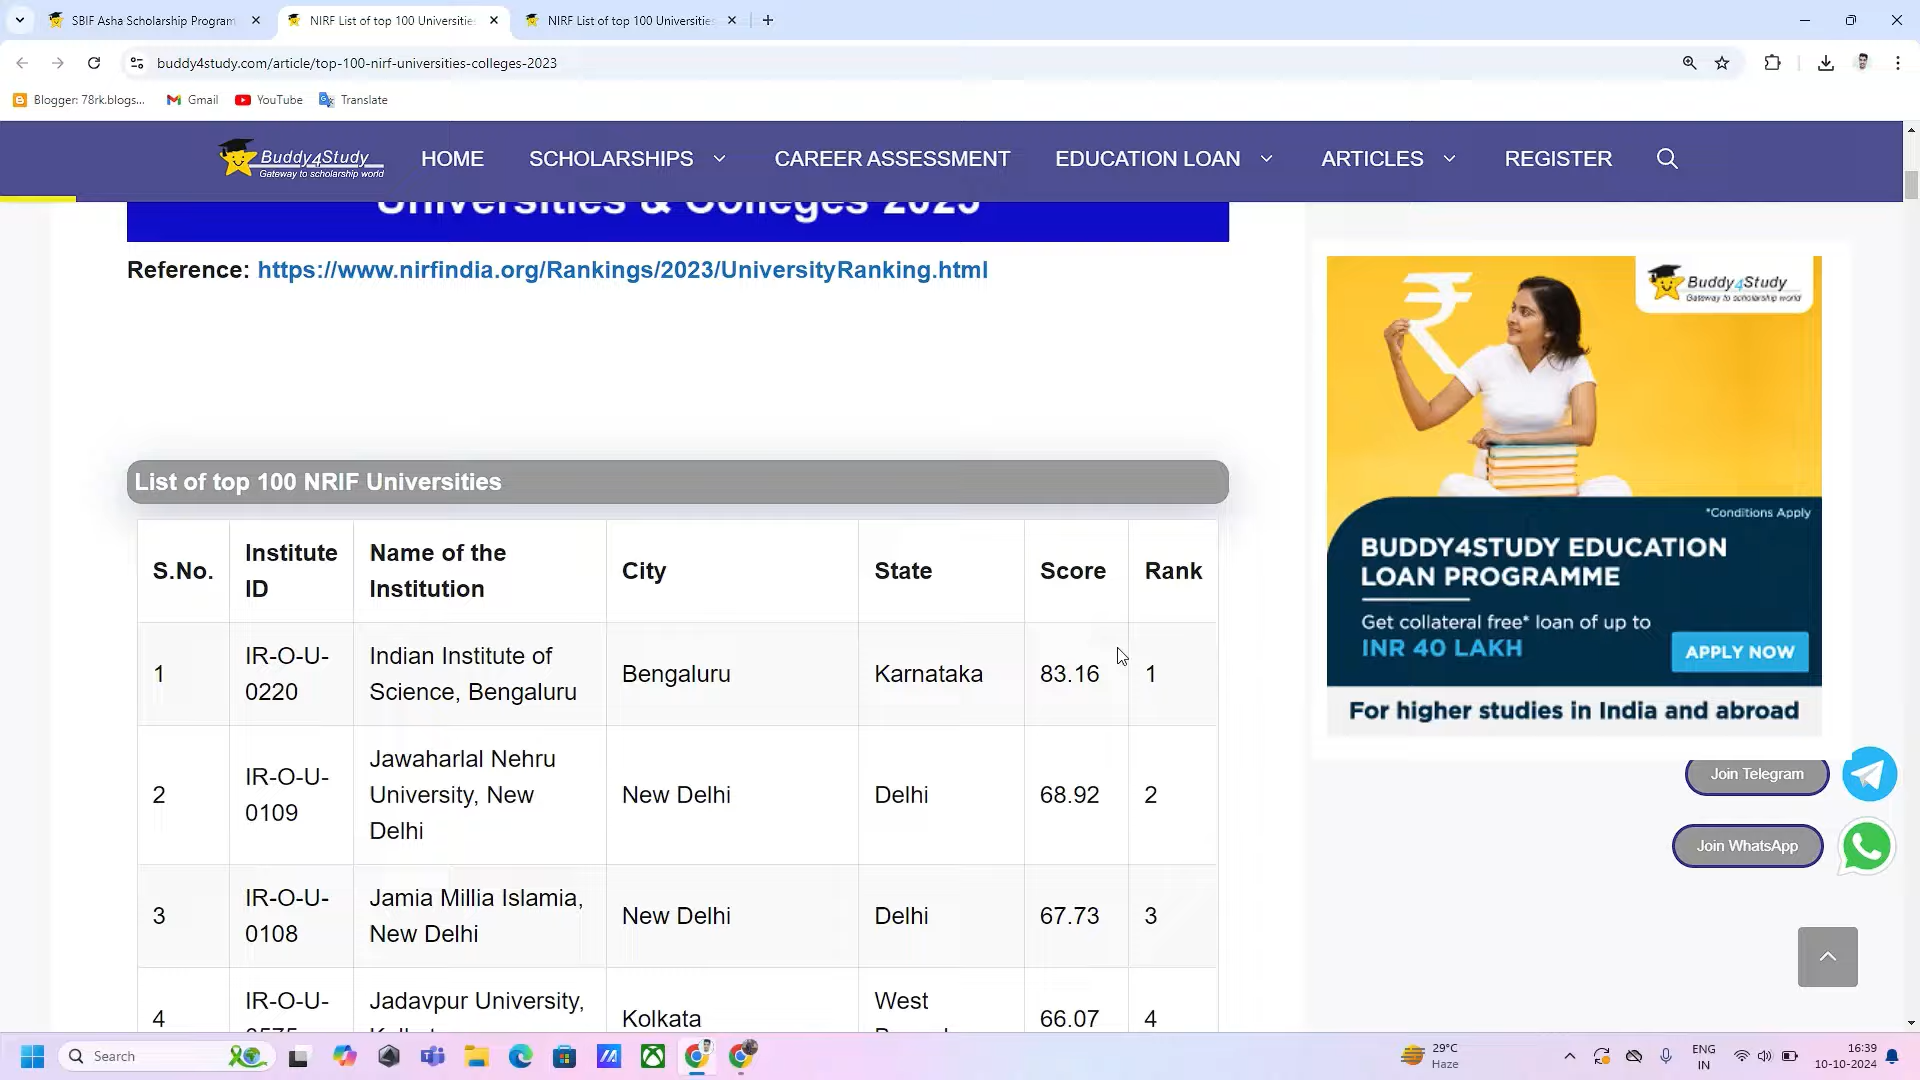 SBIF Asha Scholarship Program
NIRF List of top 100 Universitie
NIRF List of top 100 Universities
buddy4study.com/article/top-100-nirf-universities-colleges-2023
Blogger: 78rk.blogs...
Gmail
YouTube
Translate
Buddy4Study
Gateway to scholarship world
HOME
SCHOLARSHIPS
CAREER ASSESSMENT
EDUCATION LOAN
ARTICLES
REGISTER
Universities & Colleges 2023
Reference: https://www.nirfindia.org/Rankings/2023/UniversityRanking.html
List of top 100 NRIF Universities
S.No.
Institute
ID
Name of the
Institution
City
State
Score
Rank
1
IR-O-U-
0220
Indian Institute of
Science, Bengaluru
Bengaluru
Karnataka
83.16
1
2
IR-O-U-
0109
Jawaharlal Nehru
University, New
Delhi
New Delhi
Delhi
68.92
2
3
IR-O-U-
0108
Jamia Millia Islamia,
New Delhi
New Delhi
Delhi
67.73
3
4
IR-O-U-
Jadavpur University,
Kolkata
West
66.07
4
Buddy4Study
Gateway to scholarship world
*Conditions Apply
BUDDY4STUDY EDUCATION
LOAN PROGRAMME
Get collateral free* loan of up to
INR 40 LAKH
APPLY NOW
For higher studies in India and abroad
Join Telegram
Join WhatsApp
Search
29°C
Haze
ENG
IN
16:39
10-10-2024